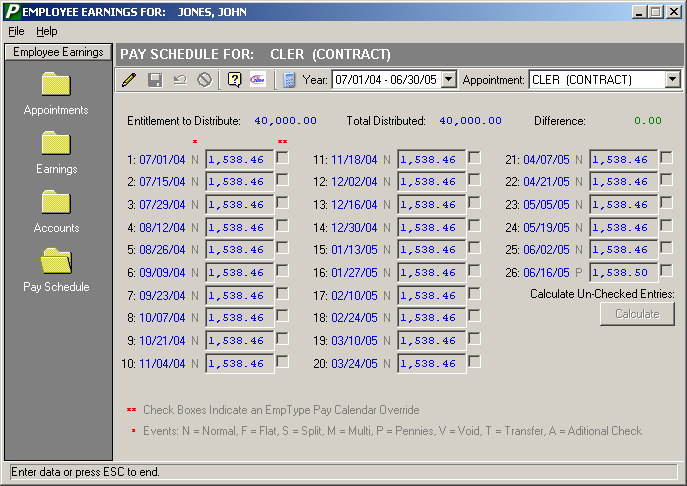 P EMPLOYEE EARNINGS FOR: JONES, JOHN
File Help
Employee Earnings
Appointments
Earnings
Accounts
Pay Schedule
PAY SCHEDULE FOR: CLER (CONTRACT)
Year: 07/01/04 - 06/30/05 Appointment: CLER (CONTRACT)
Entitlement to Distribute: 40,000.00 Total Distributed: 40,000.00 Difference: 0.00
* **
1: 07/01/04 N 1,538.46
2: 07/15/04 N 1,538.46
3: 07/29/04 N 1,538.46
4: 08/12/04 N 1,538.46
5: 08/26/04 N 1,538.46
6: 09/09/04 N 1,538.46
7: 09/23/04 N 1,538.46
8: 10/07/04 N 1,538.46
9: 10/21/04 N 1,538.46
10: 11/04/04 N 1,538.46
11: 11/18/04 N 1,538.46
12: 12/02/04 N 1,538.46
13: 12/16/04 N 1,538.46
14: 12/30/04 N 1,538.46
15: 01/13/05 N 1,538.46
16: 01/27/05 N 1,538.46
17: 02/10/05 N 1,538.46
18: 02/24/05 N 1,538.46
19: 03/10/05 N 1,538.46
20: 03/24/05 N 1,538.46
21: 04/07/05 N 1,538.46
22: 04/21/05 N 1,538.46
23: 05/05/05 N 1,538.46
24: 05/19/05 N 1,538.46
25: 06/02/05 N 1,538.46
26: 06/16/05 P 1,538.50
Calculate Un-Checked Entries:
Calculate
** Check Boxes Indicate an EmpType Pay Calendar Override
* Events: N = Normal, F = Flat, S = Split, M = Multi, P = Pennies, V = Void, T = Transfer, A = Aditional Check
Enter data or press ESC to end.